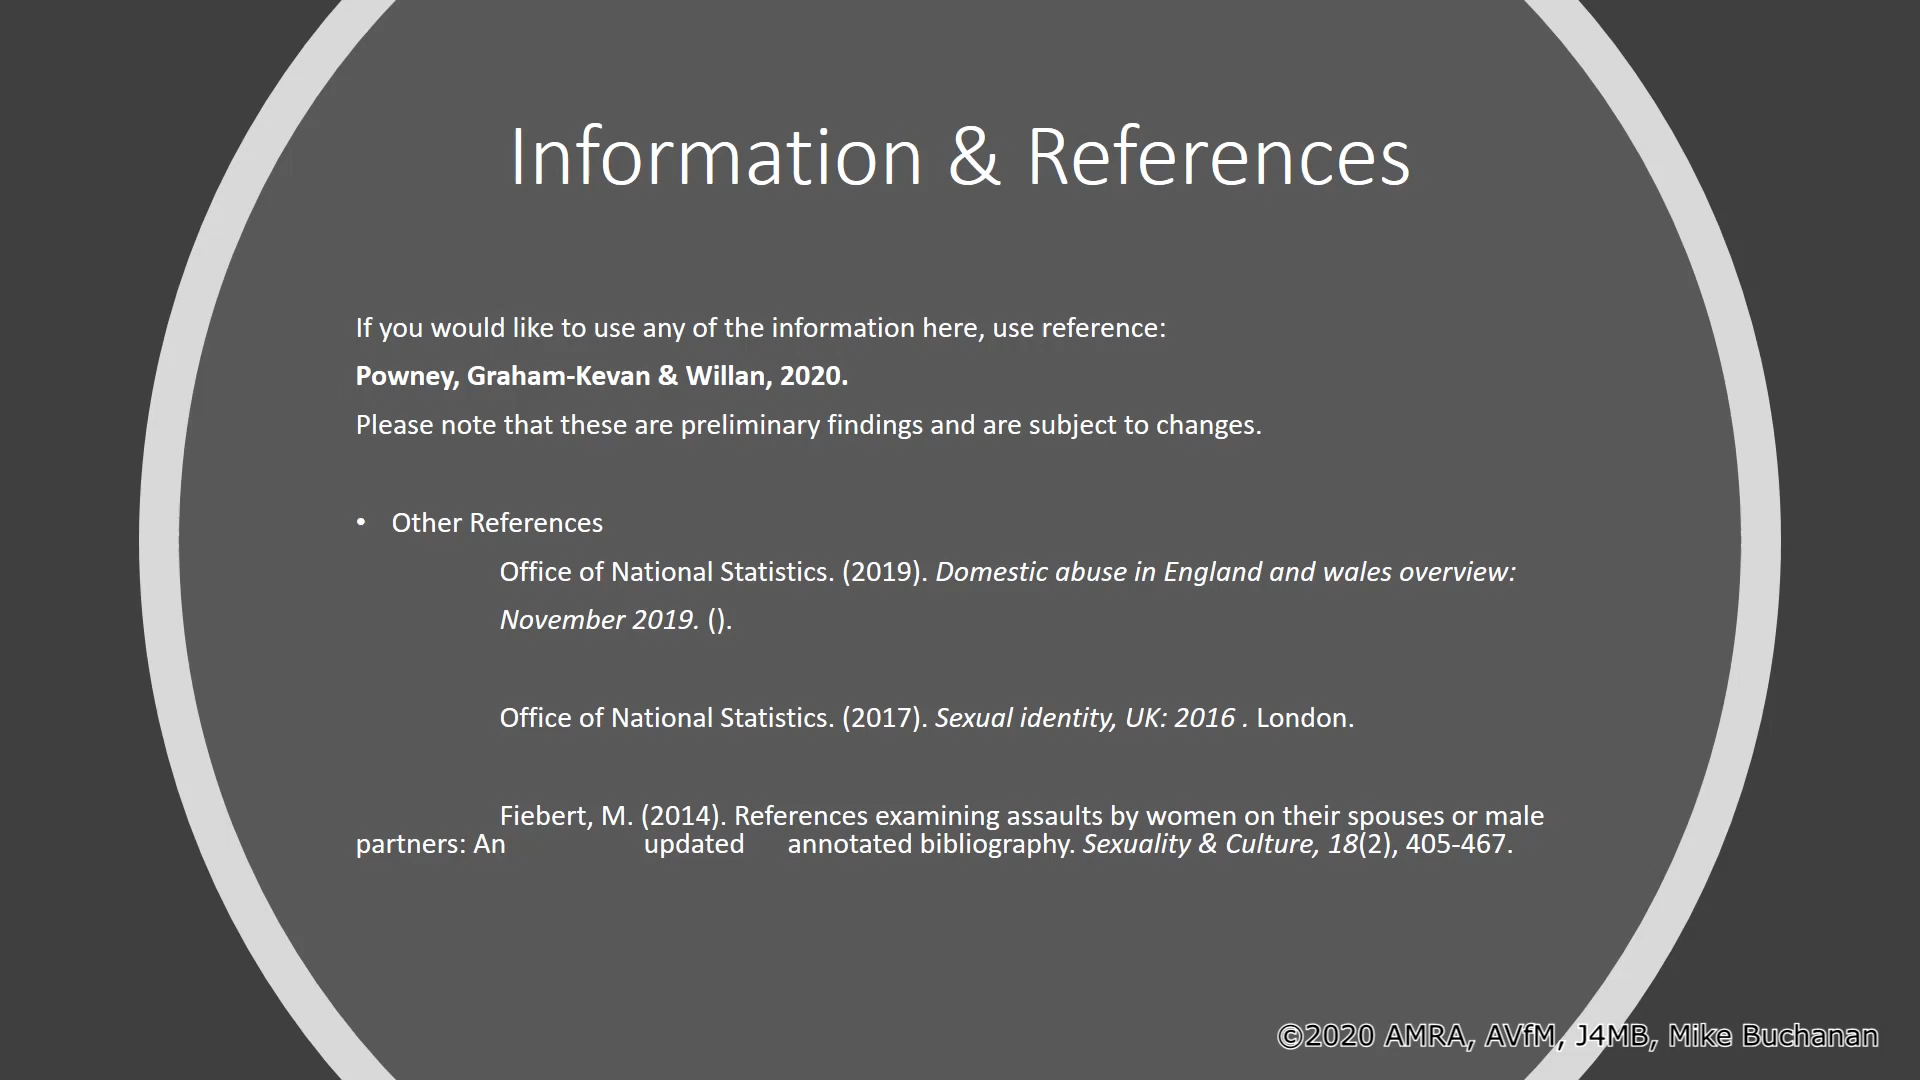 Information & References
If you would like to use any of the information here, use reference:
Powney, Graham-Kevan & Willan, 2020.
Please note that these are preliminary findings and are subject to changes.
• Other References
Office of National Statistics. (2019). Domestic abuse in England and wales overview:
November 2019. ().
Office of National Statistics. (2017). Sexual identity, UK: 2016 . London.
Fiebert, M. (2014). References examining assaults by women on their spouses or male
partners: An updated annotated bibliography. Sexuality & Culture, 18(2), 405-467.
©2020 AMRA, AVfM, J4MB, Mike Buchanan